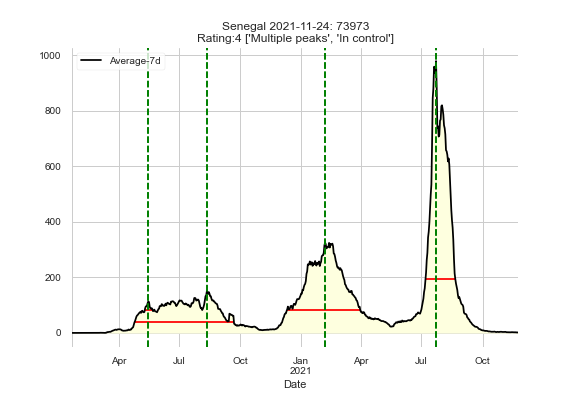 Senegal 2021-11-24: 73973
Rating:4 ['Multiple peaks', 'In control']
Average-7d
1000
800
600
400
200
0
Apr Jul Oct Jan Apr Jul Oct
2021
Date